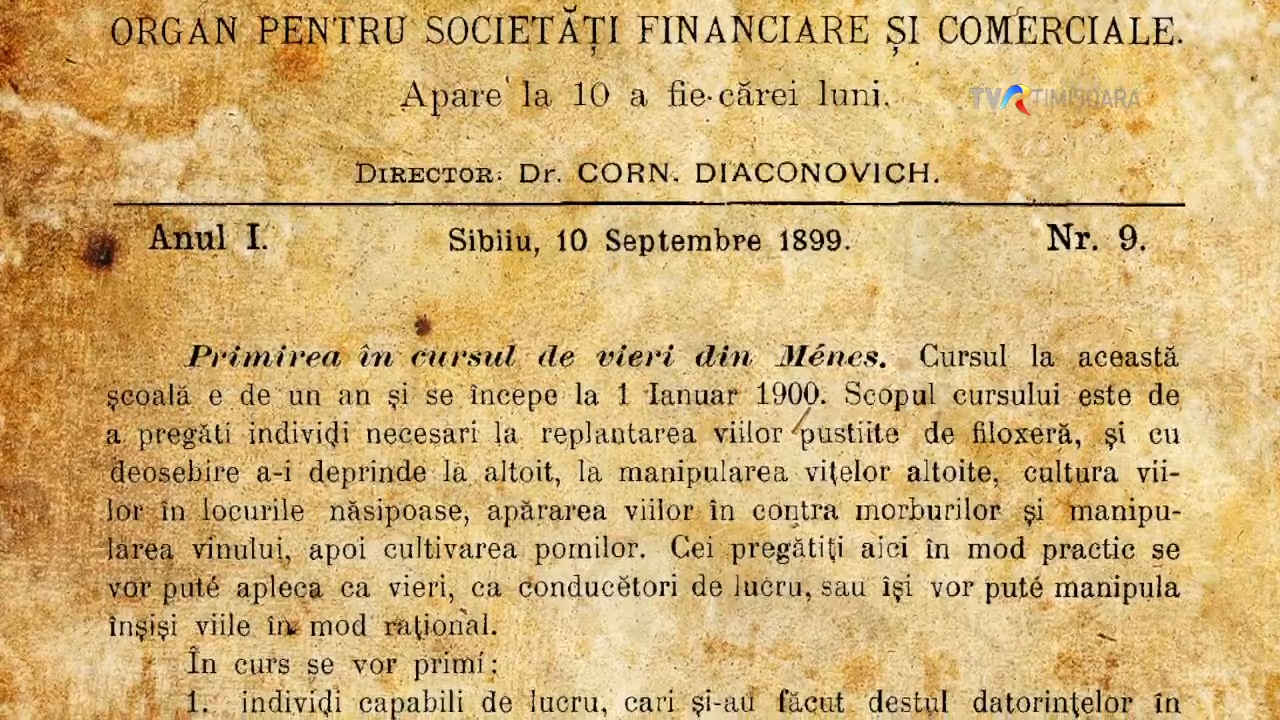 ORGAN PENTRU SOCIETĂȚI FINANCIARE ȘI COMERCIALE.
Apare la 10 a fie-cărei luni.
TVR TIMIȘOARA
DIRECTOR: Dr. CORN. DIACONOVICH.
Anul I. Sibiiu, 10 Septembre 1899. Nr. 9.
Primirea în cursul de vieri din Ménes. Cursul la această
școală e de un an și se începe la 1 Ianuar 1900. Scopul cursului este de
a pregăti individi necesari la replantarea viilor pustiite de filoxeră, și cu
deosebire a-i deprinde la altoit, la manipularea vițelor altoite, cultura vii-
lor în locurile năsipoase, apărarea viilor în contra morburilor și manipu-
larea vinului, apoi cultivarea pomilor. Cei pregătiți aici în mod practic se
vor puté apleca ca vieri, ca conducĕtori de lucru, sau își vor puté manipula
înșiși viile în mod rațional.
În curs se vor primí:
1. individi capabili de lucru, cari și-au făcut destul datorințelor în